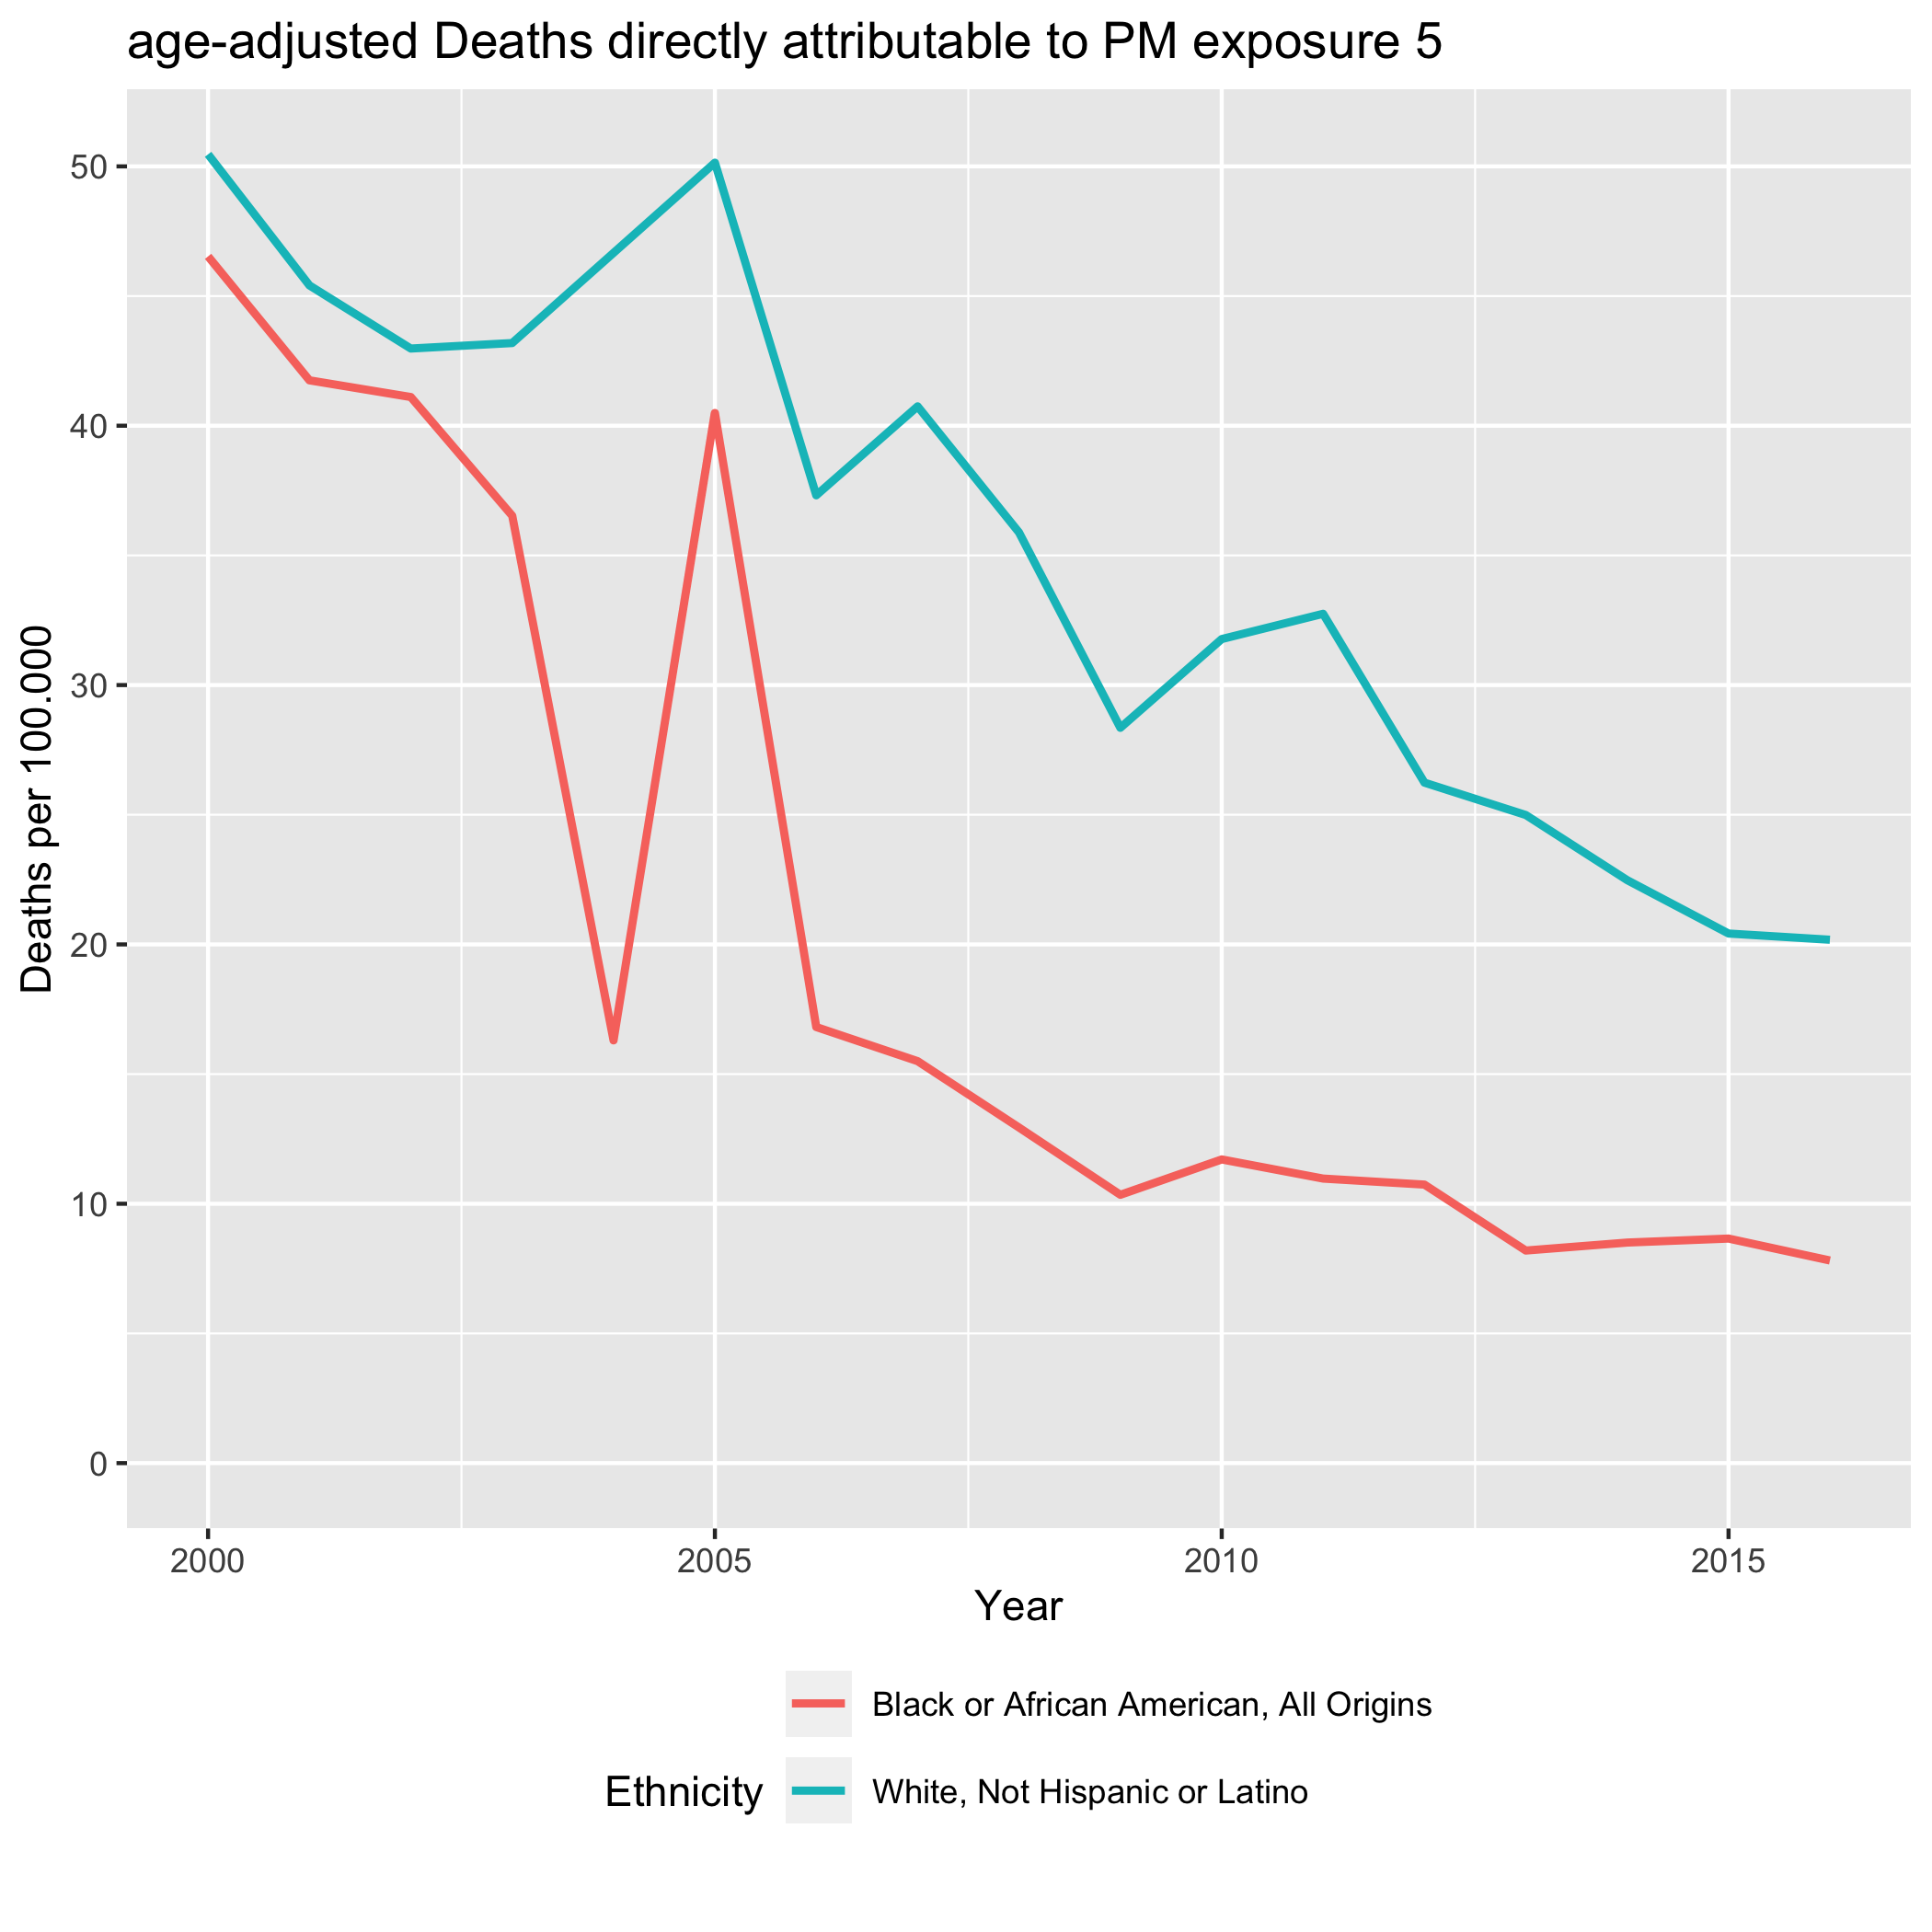 age-adjusted Deaths directly attributable to PM exposure 5
Deaths per 100.000
50
40
30
20
10
0
2000 2005 2010 2015
Year
Ethnicity
Black or African American, All Origins
White, Not Hispanic or Latino